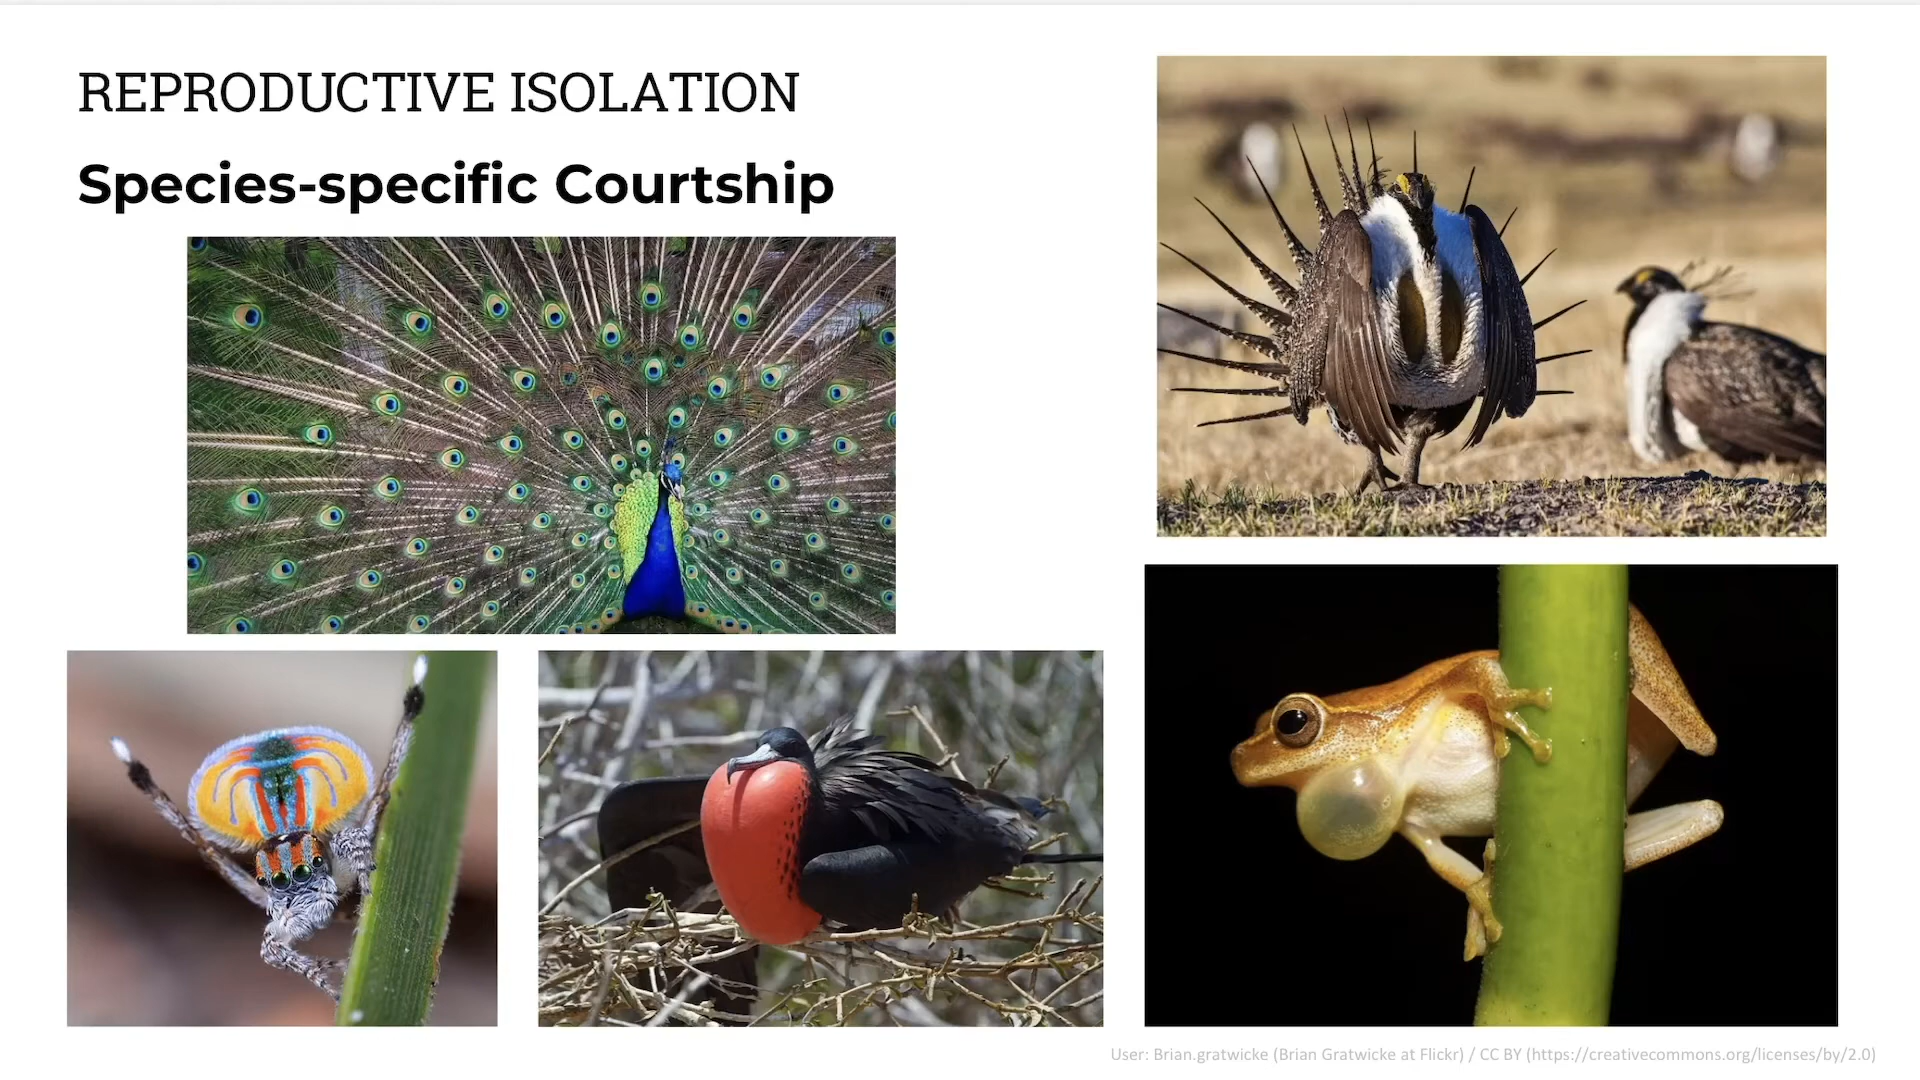 REPRODUCTIVE ISOLATION
Species-specific Courtship
User: Brian.gratwicke (Brian Gratwicke at Flickr) / CC BY (https://creativecommons.org/licenses/by/2.0)